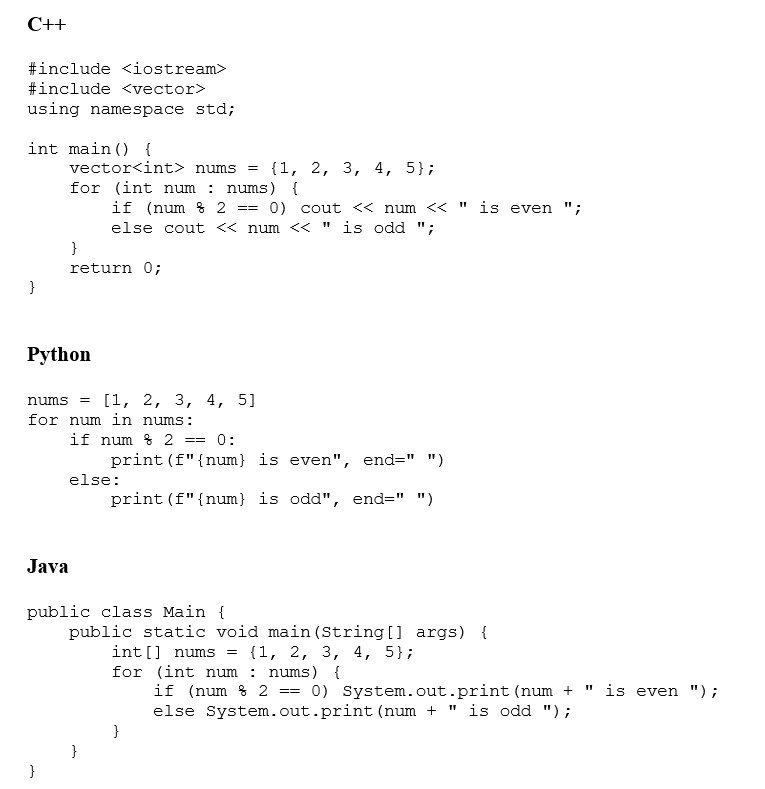 C++
#include <iostream>
#include <vector>
using namespace std;
int main() {
    vector<int> nums = {1, 2, 3, 4, 5};
    for (int num : nums) {
        if (num % 2 == 0) cout << num << " is even ";
        else cout << num << " is odd ";
    }
    return 0;
}
Python
nums = [1, 2, 3, 4, 5]
for num in nums:
    if num % 2 == 0:
        print(f"{num} is even", end=" ")
    else:
        print(f"{num} is odd", end=" ")
Java
public class Main {
    public static void main(String[] args) {
        int[] nums = {1, 2, 3, 4, 5};
        for (int num : nums) {
            if (num % 2 == 0) System.out.print(num + " is even ");
            else System.out.print(num + " is odd ");
        }
    }
}